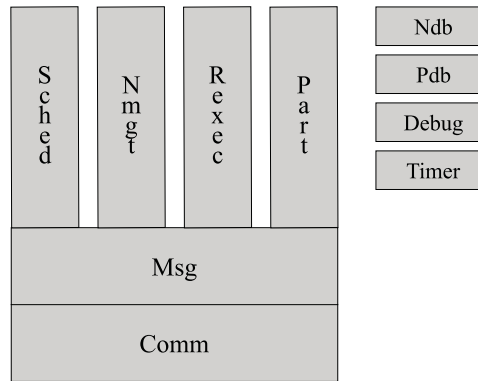 Sched
Nmgt
Rexec
Part
Msg
Comm
Ndb
Pdb
Debug
Timer